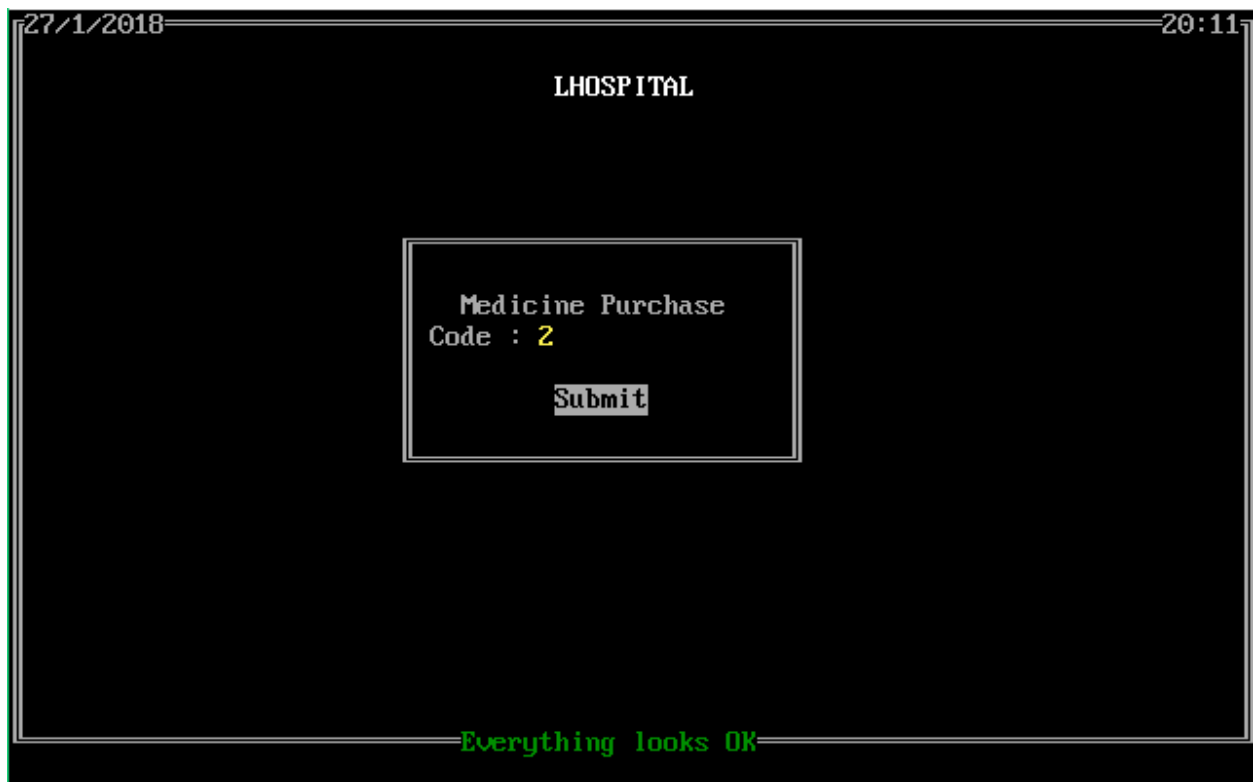 27/1/2018 20:11
LHOSPITAL
Medicine Purchase
Code : 2
Submit
Everything looks OK